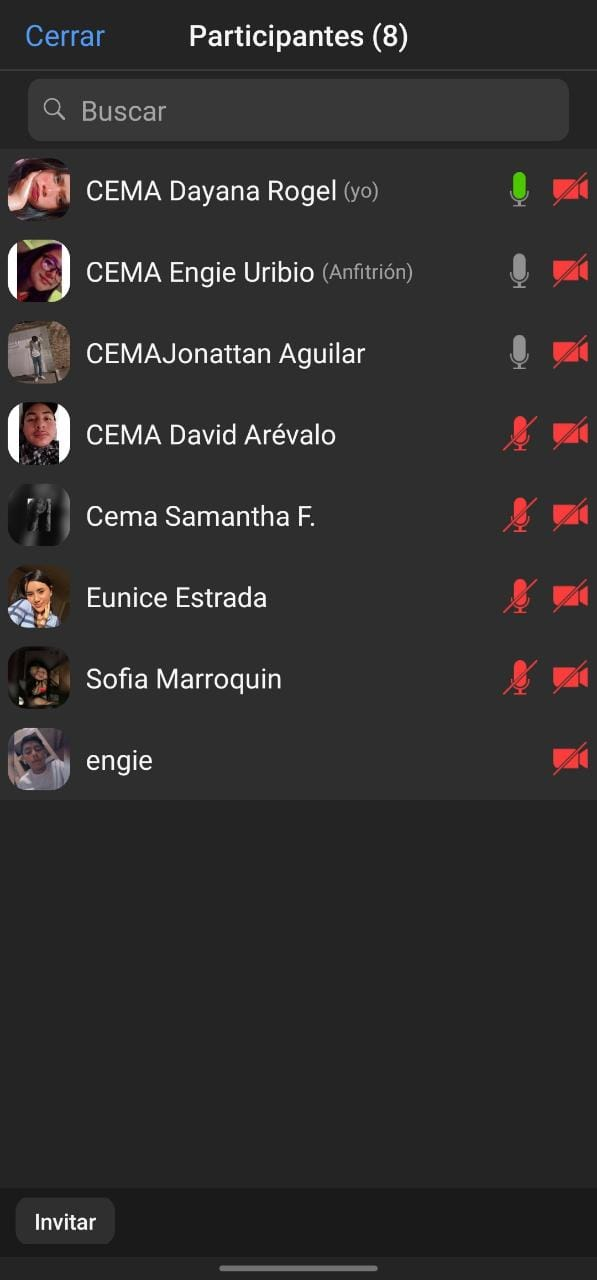 Cerrar Participantes (8)
Buscar
CEMA Dayana Rogel (yo)
CEMA Engie Uribio (Anfitrión)
CEMAJonattan Aguilar
CEMA David Arévalo
Cema Samantha F.
Eunice Estrada
Sofia Marroquin
engie
Invitar